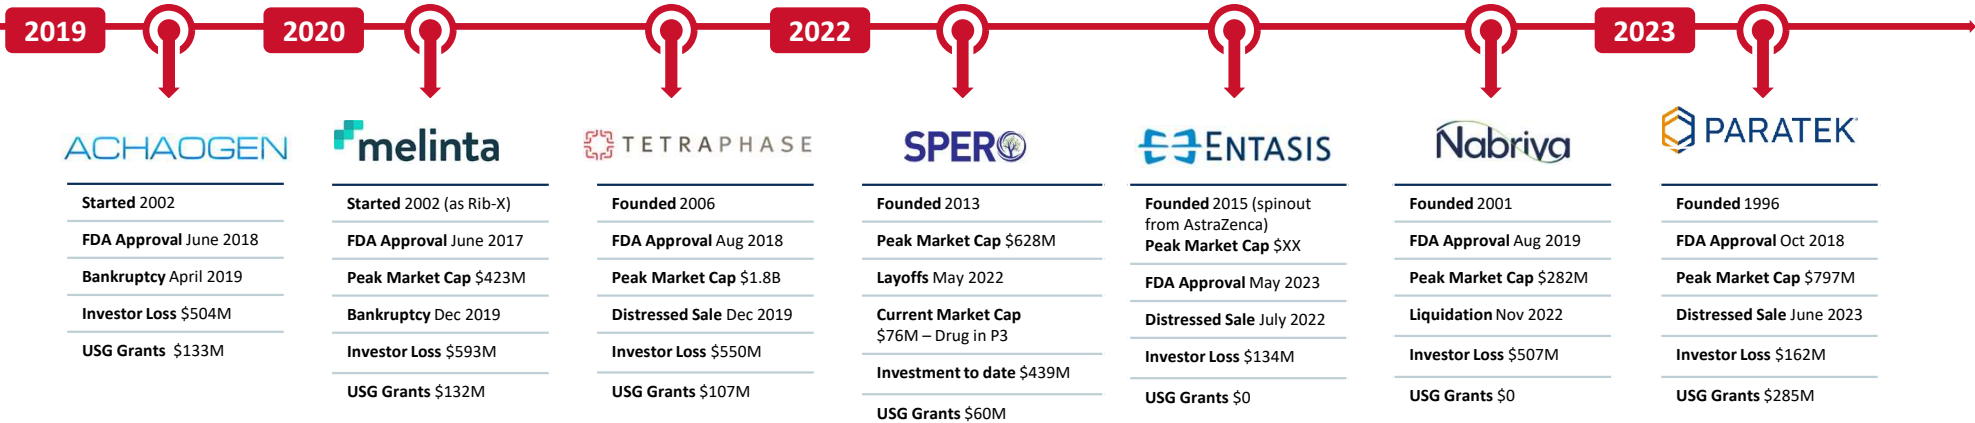 2019
2020
2022
2023
ACHAOGEN
Started 2002
FDA Approval June 2018
Bankruptcy April 2019
Investor Loss $504M
USG Grants $133M
melinta
Started 2002 (as Rib-X)
FDA Approval June 2017
Peak Market Cap $423M
Bankruptcy Dec 2019
Investor Loss $593M
USG Grants $132M
TETRAPHASE
Founded 2006
FDA Approval Aug 2018
Peak Market Cap $1.8B
Distressed Sale Dec 2019
Investor Loss $550M
USG Grants $107M
SPERO
Founded 2013
Peak Market Cap $628M
Layoffs May 2022
Current Market Cap
$76M – Drug in P3
Investment to date $439M
USG Grants $60M
ENTASIS
Founded 2015 (spinout
from AstraZenca)
Peak Market Cap $XX
FDA Approval May 2023
Distressed Sale July 2022
Investor Loss $134M
USG Grants $0
Nabriva
Founded 2001
FDA Approval Aug 2019
Peak Market Cap $282M
Liquidation Nov 2022
Investor Loss $507M
USG Grants $0
PARATEK
Founded 1996
FDA Approval Oct 2018
Peak Market Cap $797M
Distressed Sale June 2023
Investor Loss $162M
USG Grants $285M